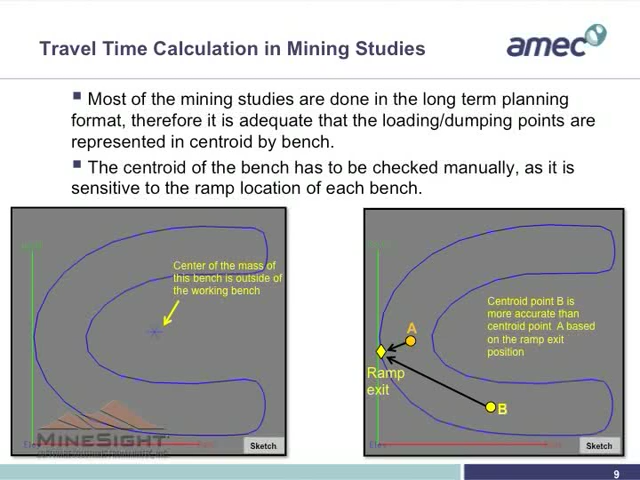 Travel Time Calculation in Mining Studies
amec
Most of the mining studies are done in the long term planning
format, therefore it is adequate that the loading/dumping points are
represented in centroid by bench.
The centroid of the bench has to be checked manually, as it is
sensitive to the ramp location of each bench.
Center of the mass of
this bench is outside of
the working bench
MINESIGHT
Elev
Sketch
Centroid point B is
more accurate than
centroid point A based
on the ramp exit
position
A
Ramp
exit
B
Elev
Sketch
9